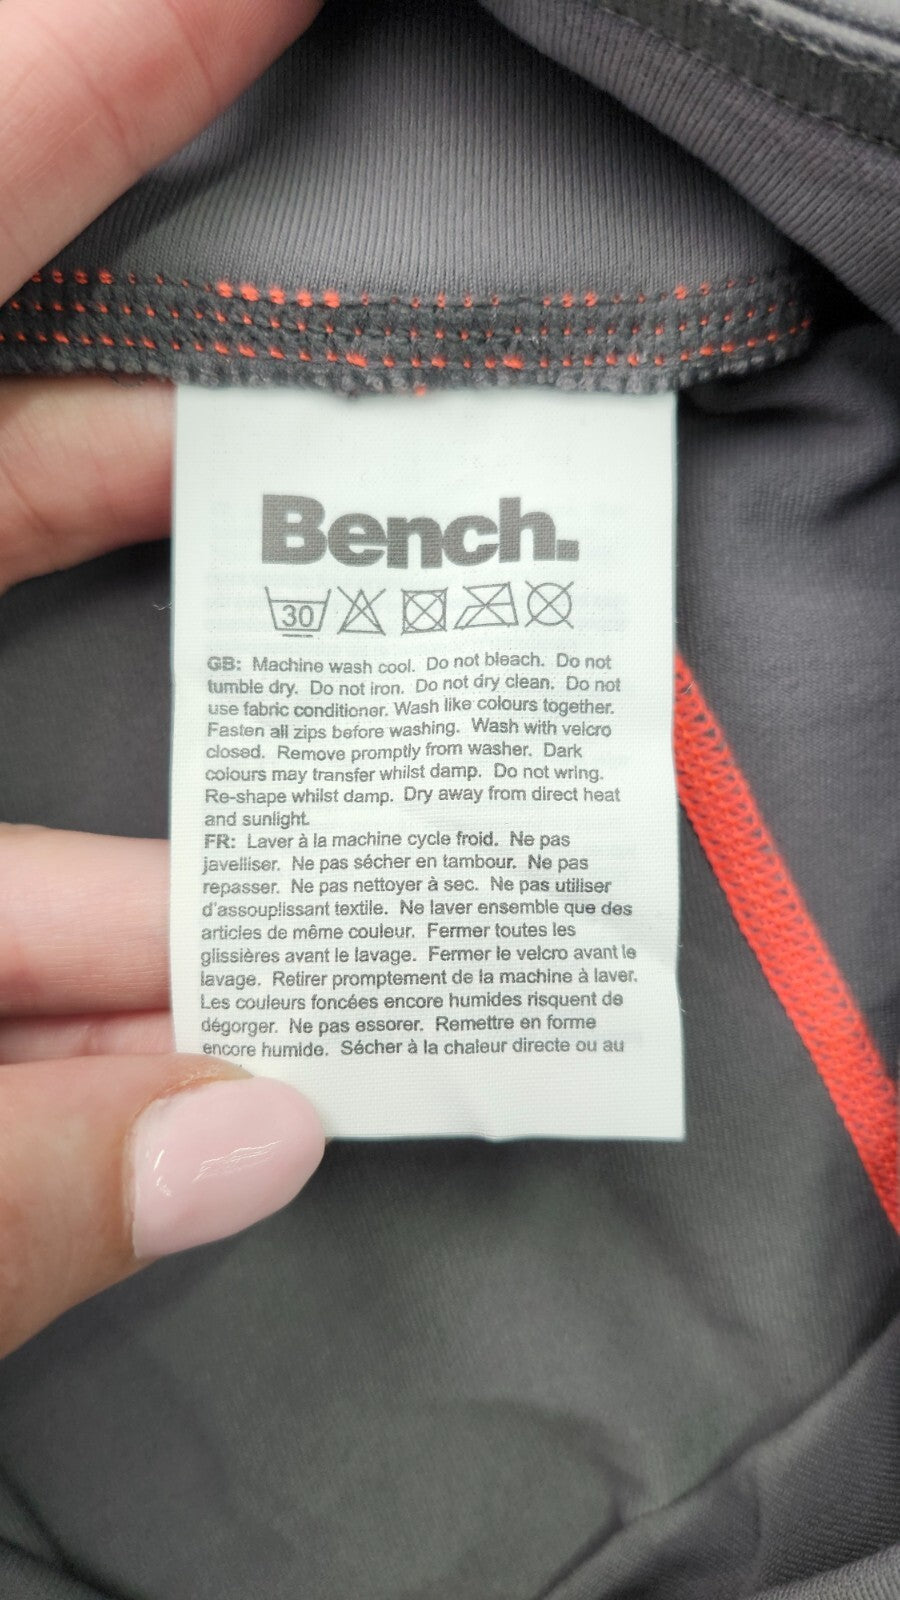 Bench.
30
GB: Machine wash cool. Do not bleach. Do not
tumble dry. Do not iron. Do not dry clean. Do not
use fabric conditioner. Wash like colours together.
Fasten all zips before washing. Wash with velcro
closed. Remove promptly from washer. Dark
colours may transfer whilst damp. Do not wring.
Re-shape whilst damp. Dry away from direct heat
and sunlight.
FR: Laver à la machine cycle froid. Ne pas
javelliser. Ne pas sécher en tambour. Ne pas
repasser. Ne pas nettoyer à sec. Ne pas utiliser
d'assouplissant textile. Ne laver ensemble que des
articles de même couleur. Fermer toutes les
glissières avant le lavage. Fermer le velcro avant le
lavage. Retirer promptement de la machine à laver.
Les couleurs foncées encore humides risquent de
dégorger. Ne pas essorer. Remettre en forme
encore humide. Sécher à la chaleur directe ou au